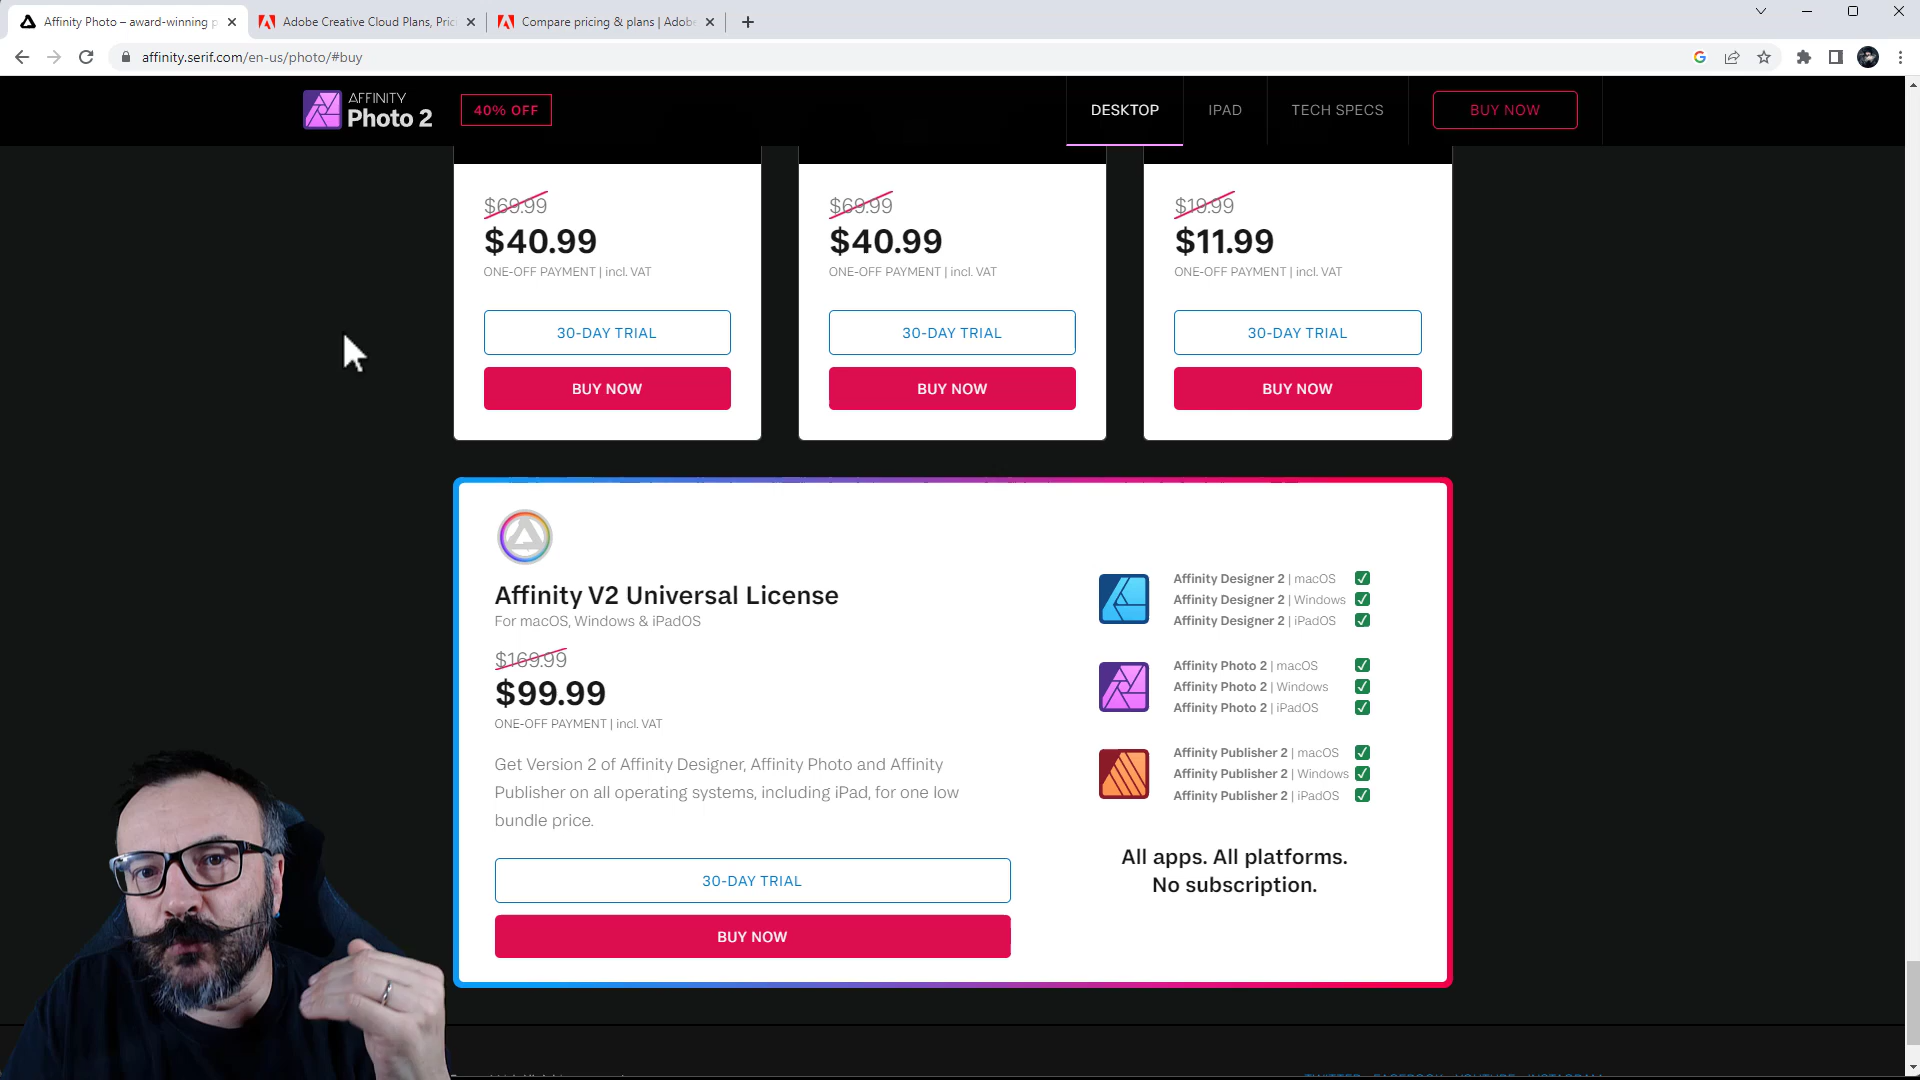 Affinity Photo – award-winning p
Adobe Creative Cloud Plans, Pric
Compare pricing & plans | Adob
affinity.serif.com/en-us/photo/#buy
AFFINITY
Photo 2
40% OFF
DESKTOP
IPAD
TECH SPECS
BUY NOW
$69.99
$40.99
ONE-OFF PAYMENT | incl. VAT
30-DAY TRIAL
BUY NOW
$69.99
$40.99
ONE-OFF PAYMENT | incl. VAT
30-DAY TRIAL
BUY NOW
$19.99
$11.99
ONE-OFF PAYMENT | incl. VAT
30-DAY TRIAL
BUY NOW
Affinity V2 Universal License
For macOS, Windows & iPadOS
$169.99
$99.99
ONE-OFF PAYMENT | incl. VAT
Get Version 2 of Affinity Designer, Affinity Photo and Affinity
Publisher on all operating systems, including iPad, for one low
bundle price.
30-DAY TRIAL
BUY NOW
Affinity Designer 2 | macOS
Affinity Designer 2 | Windows
Affinity Designer 2 | iPadOS
Affinity Photo 2 | macOS
Affinity Photo 2 | Windows
Affinity Photo 2 | iPadOS
Affinity Publisher 2 | macOS
Affinity Publisher 2 | Windows
Affinity Publisher 2 | iPadOS
All apps. All platforms.
No subscription.
TWITTER FACEBOOK YOUTUBE INSTAGRAM